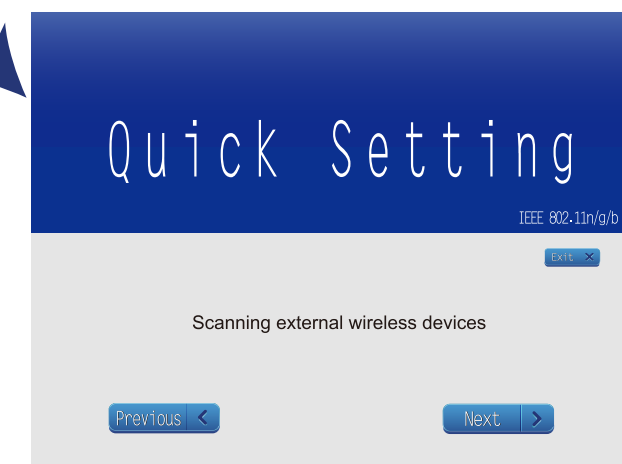 Quick Setting
IEEE 802.11n/g/b
Exit
Scanning external wireless devices
Previous
Next